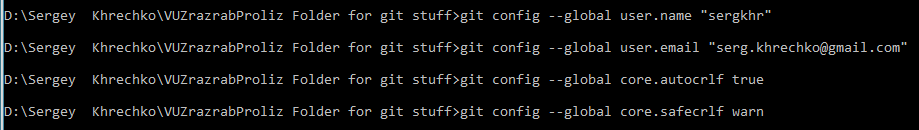 D:\Sergey  Khrechko\VUZrazrabProliz Folder for git stuff>git config --global user.name "sergkhr"
D:\Sergey  Khrechko\VUZrazrabProliz Folder for git stuff>git config --global user.email "serg.khrechko@gmail.com"
D:\Sergey  Khrechko\VUZrazrabProliz Folder for git stuff>git config --global core.autocrlf true
D:\Sergey  Khrechko\VUZrazrabProliz Folder for git stuff>git config --global core.safecrlf warn